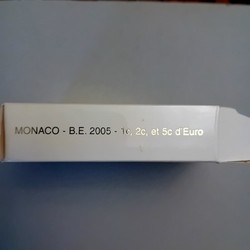 MONACO - B.E. 2005 - 1c, 2c, et 5c d'Euro